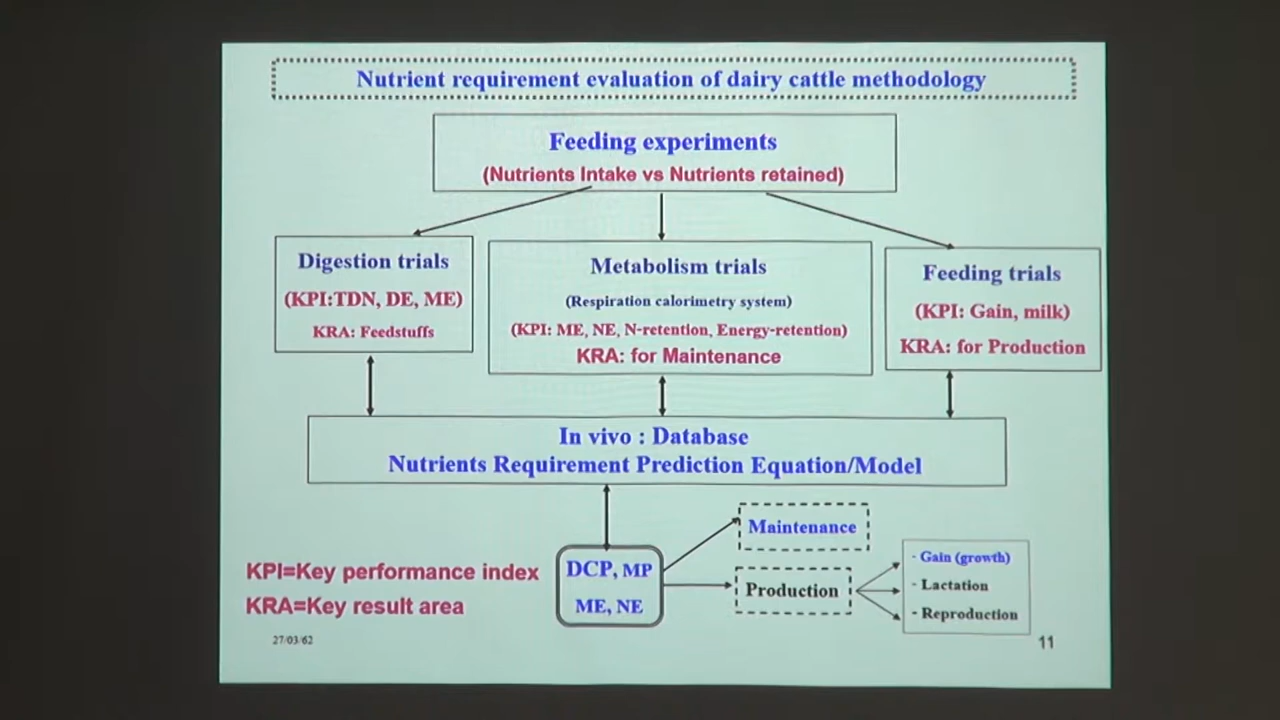 Nutrient requirement evaluation of dairy cattle methodology
Feeding experiments
(Nutrients Intake vs Nutrients retained)
Digestion trials
(KPI:TDN, DE, ME)
KRA: Feedstuffs
Metabolism trials
(Respiration calorimetry system)
(KPI: ME, NE, N-retention, Energy-retention)
KRA: for Maintenance
Feeding trials
(KPI: Gain, milk)
KRA: for Production
In vivo : Database
Nutrients Requirement Prediction Equation/Model
KPI=Key performance index
KRA=Key result area
DCP, MP
ME, NE
Maintenance
Production
- Gain (growth)
- Lactation
- Reproduction
27/03/62
11